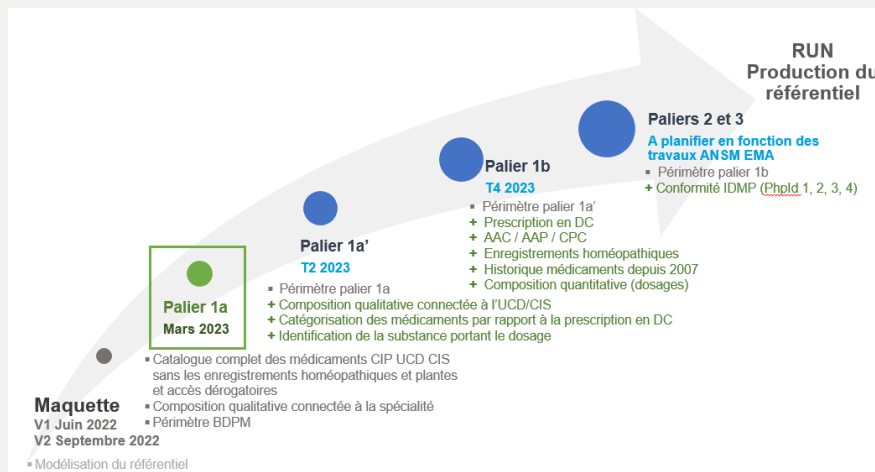 RUN
Production du
référentiel
Paliers 2 et 3
A planifier en fonction des
travaux ANSM EMA
▪ Périmètre palier 1b
+ Conformité IDMP (PhpId 1, 2, 3, 4)
Palier 1b
T4 2023
▪ Périmètre palier 1a'
+ Prescription en DC
+ AAC / AAP / CPC
+ Enregistrements homéopathiques
+ Historique médicaments depuis 2007
+ Composition quantitative (dosages)
Palier 1a'
T2 2023
▪ Périmètre palier 1a
+ Composition qualitative connectée à l'UCD/CIS
+ Catégorisation des médicaments par rapport à la prescription en DC
+ Identification de la substance portant le dosage
Palier 1a
Mars 2023
▪ Catalogue complet des médicaments CIP UCD CIS
sans les enregistrements homéopathiques et plantes
et accès dérogatoires
▪ Composition qualitative connectée à la spécialité
▪ Périmètre BDPM
Maquette
V1 Juin 2022
V2 Septembre 2022
▪ Modélisation du référentiel